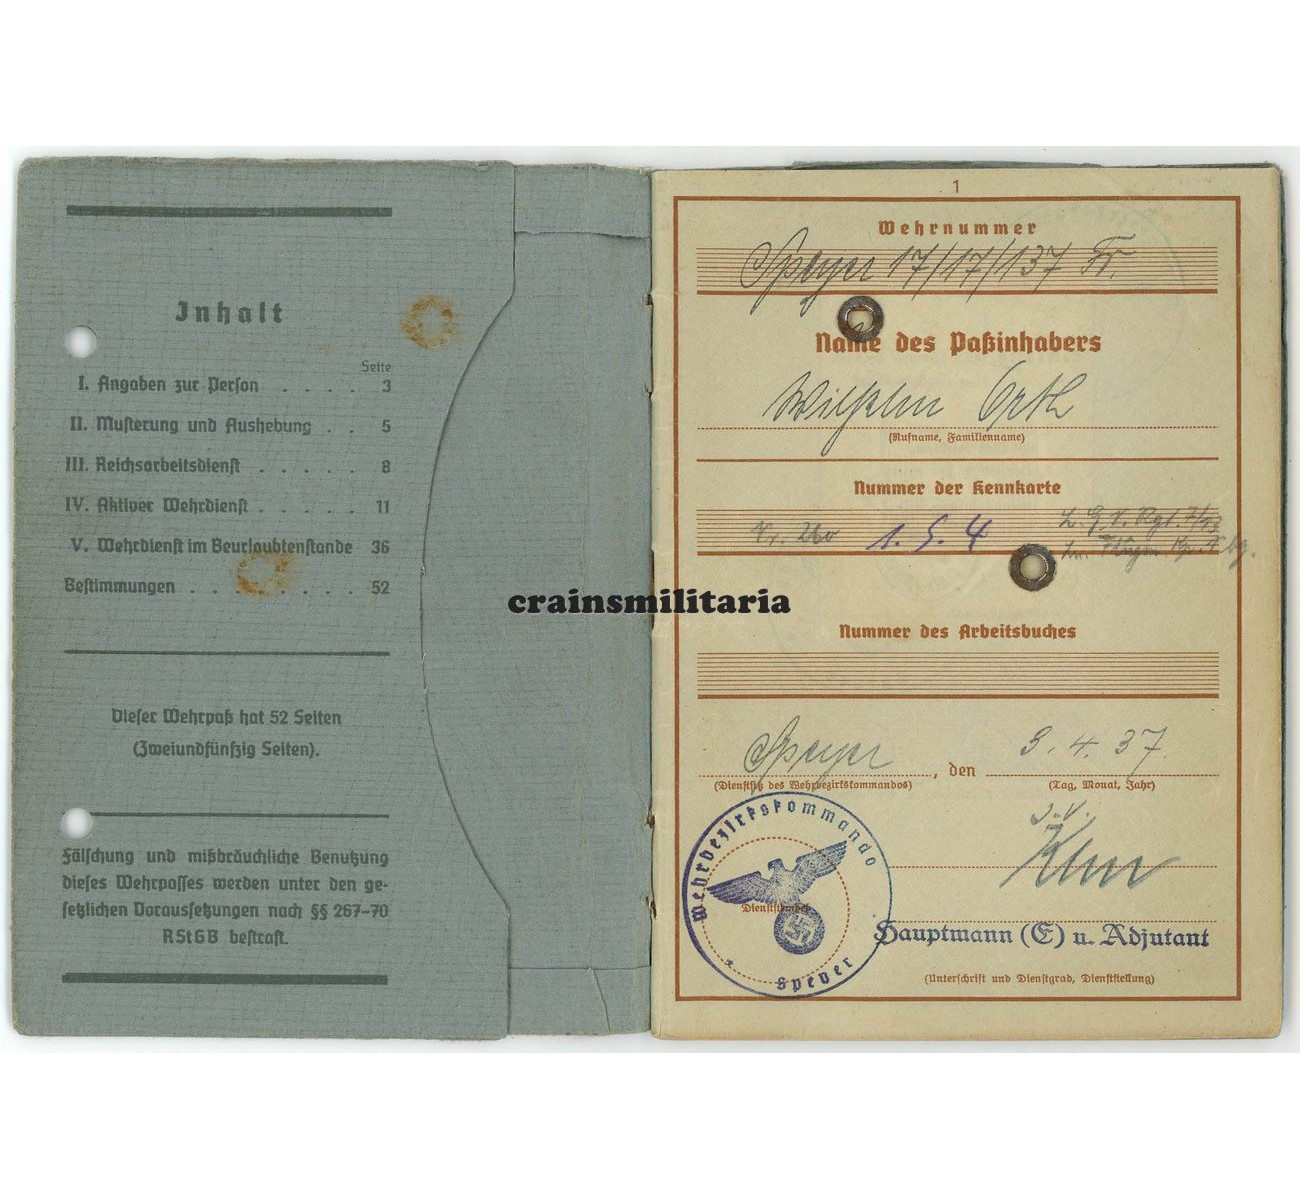 Inhalt
Seite
I. Angaben zur Person . . . . 3
II. Musterung und Aushebung . . 5
III. Reichsarbeitsdienst . . . . . 8
IV. Aktiver Wehrdienst . . . . . 11
V. Wehrdienst im Beurlaubtenstande 36
Bestimmungen . . . . . . . . 52
Dieser Wehrpaß hat 52 Seiten
(Zweiundfünfzig Seiten).
Fälschung und mißbräuchliche Benutzung
dieses Wehrpasses werden unter den ge-
setzlichen Voraussetzungen nach §§ 267-70
RStGB bestraft.
crainsmilitaria
1
Wehrnummer
Speyer 17/17/137 Fr.
Name des Paßinhabers
Wilhelm Orth
(Rufname, Familienname)
Nummer der Kennkarte
Nr. 260 1. 5. 4
Nummer des Arbeitsbuches
Speyer, den 9. 4. 37.
(Dienstsitz des Wehrbezirkskommandos) (Tag, Monat, Jahr)
J.V.
Wehrbezirkskommando
Dienststempel
Speyer
Hauptmann (E) u. Adjutant
(Unterschrift und Dienstgrad, Dienststellung)